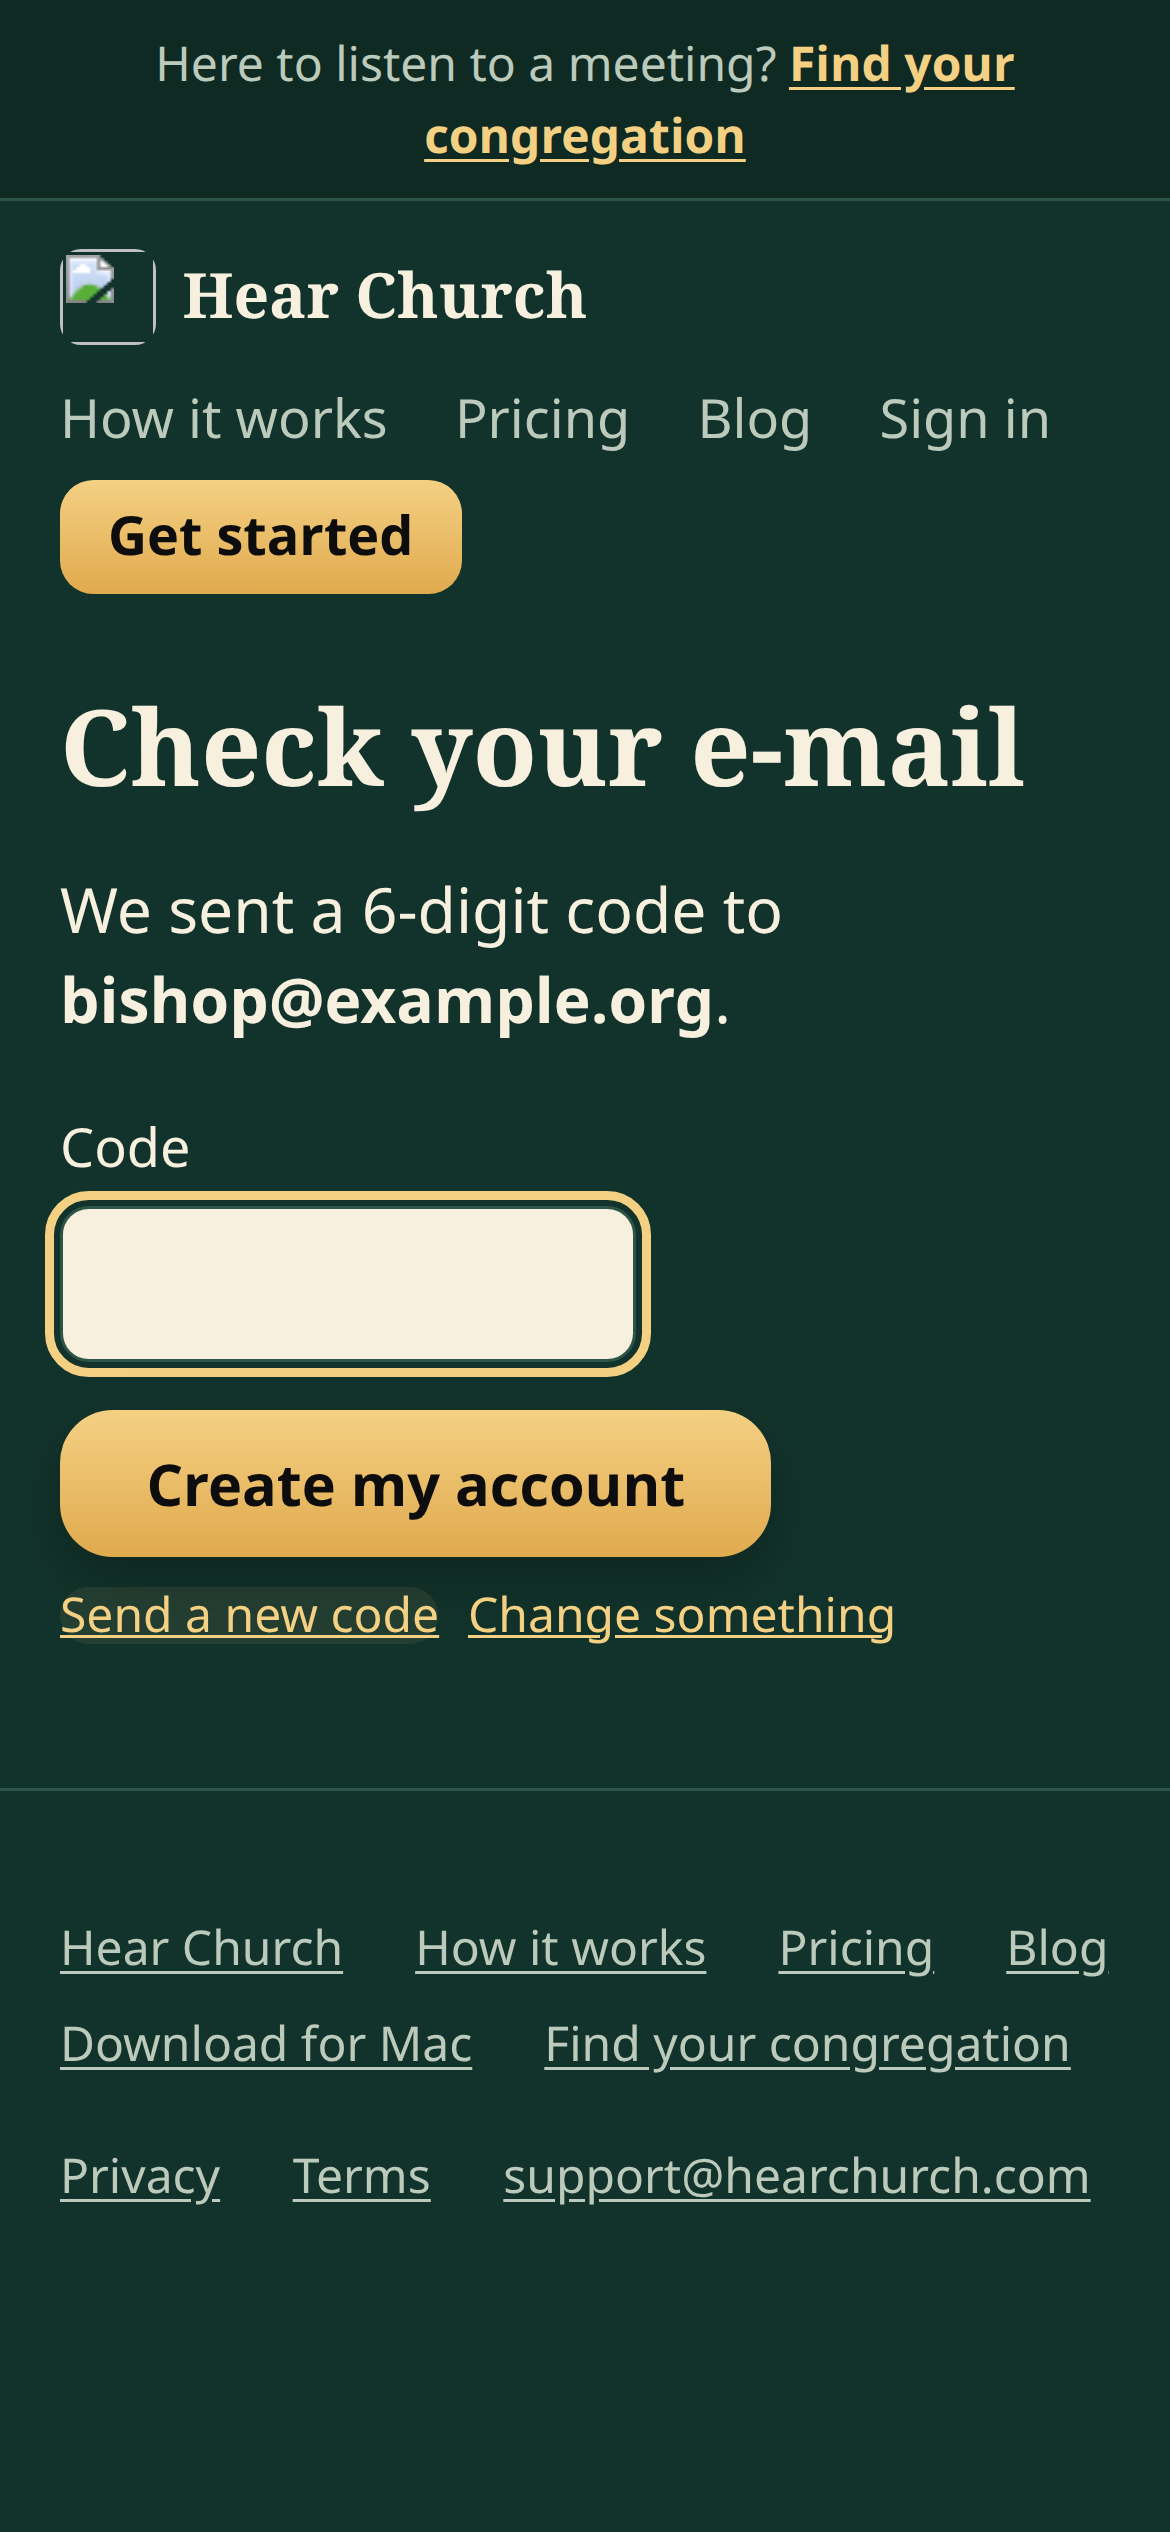 Here to listen to a meeting? Find your
congregation
Hear Church
How it works Pricing Blog Sign in
Get started
Check your e-mail
We sent a 6-digit code to
bishop@example.org.
Code
Create my account
Send a new code Change something
Hear Church How it works Pricing Blog
Download for Mac Find your congregation
Privacy Terms support@hearchurch.com